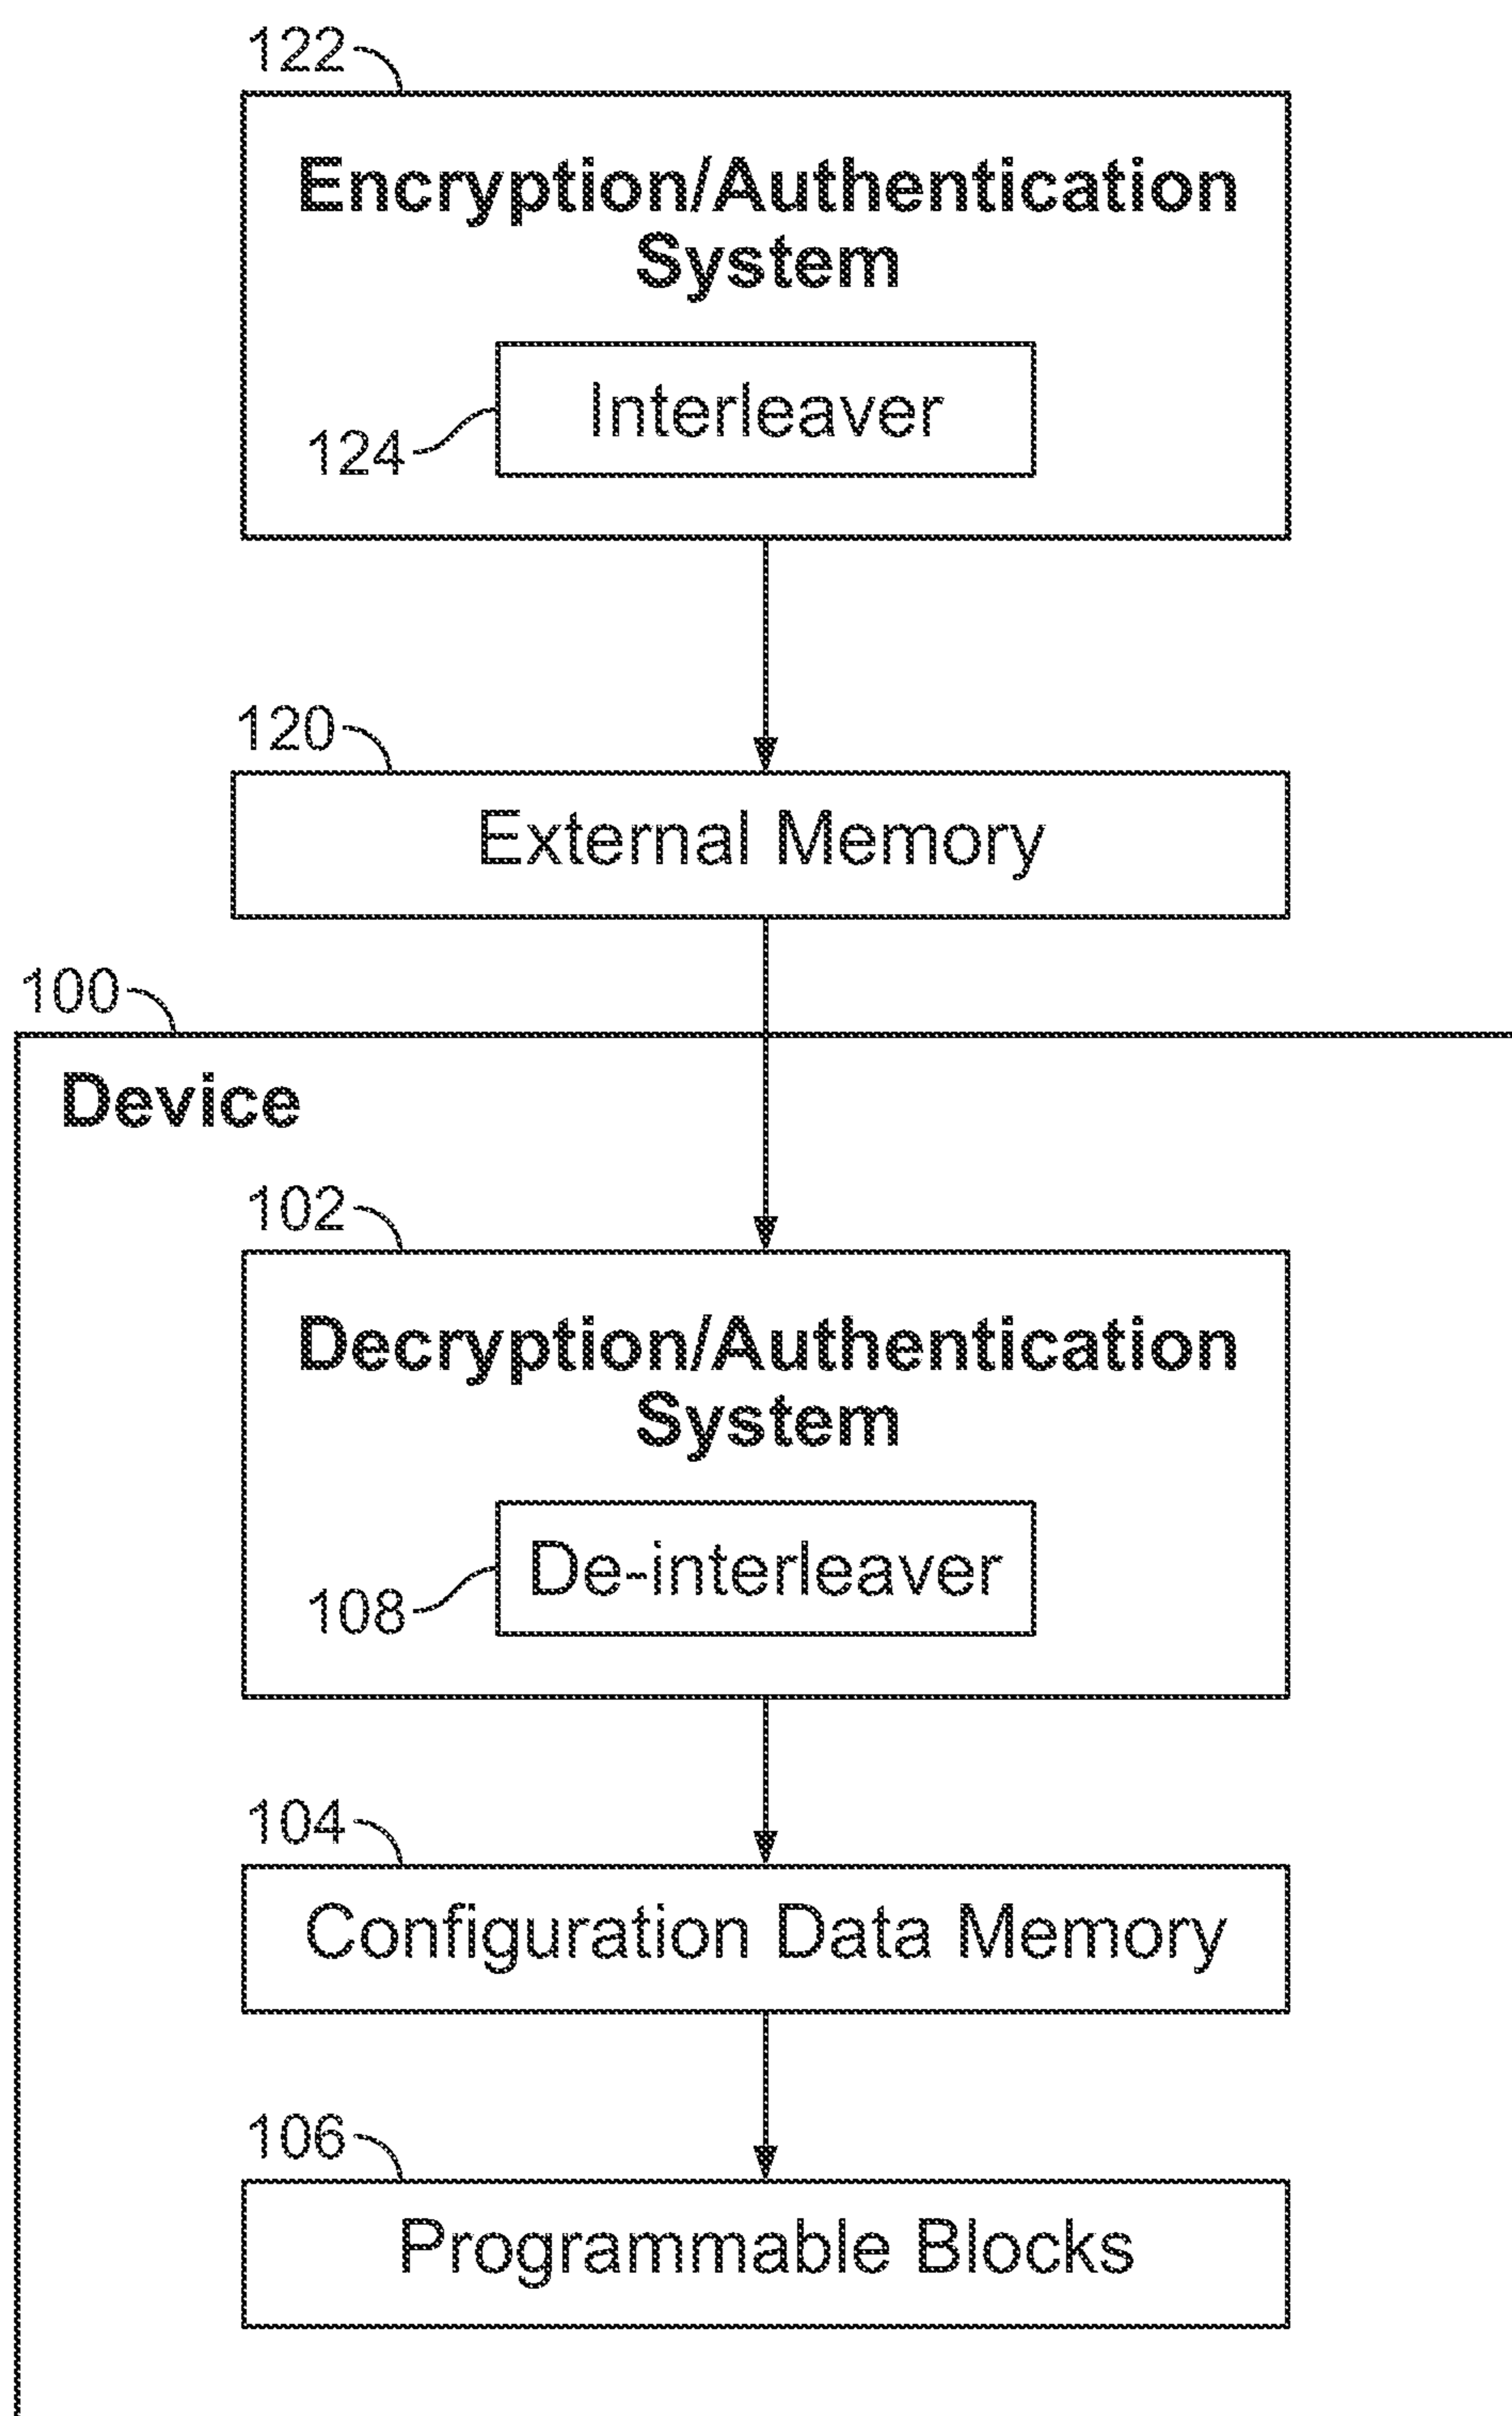 122
Encryption/Authentication
System
Interleaver
124
120
External Memory
100
Device
102
Decryption/Authentication
System
De-interleaver
108
104
Configuration Data Memory
106
Programmable Blocks